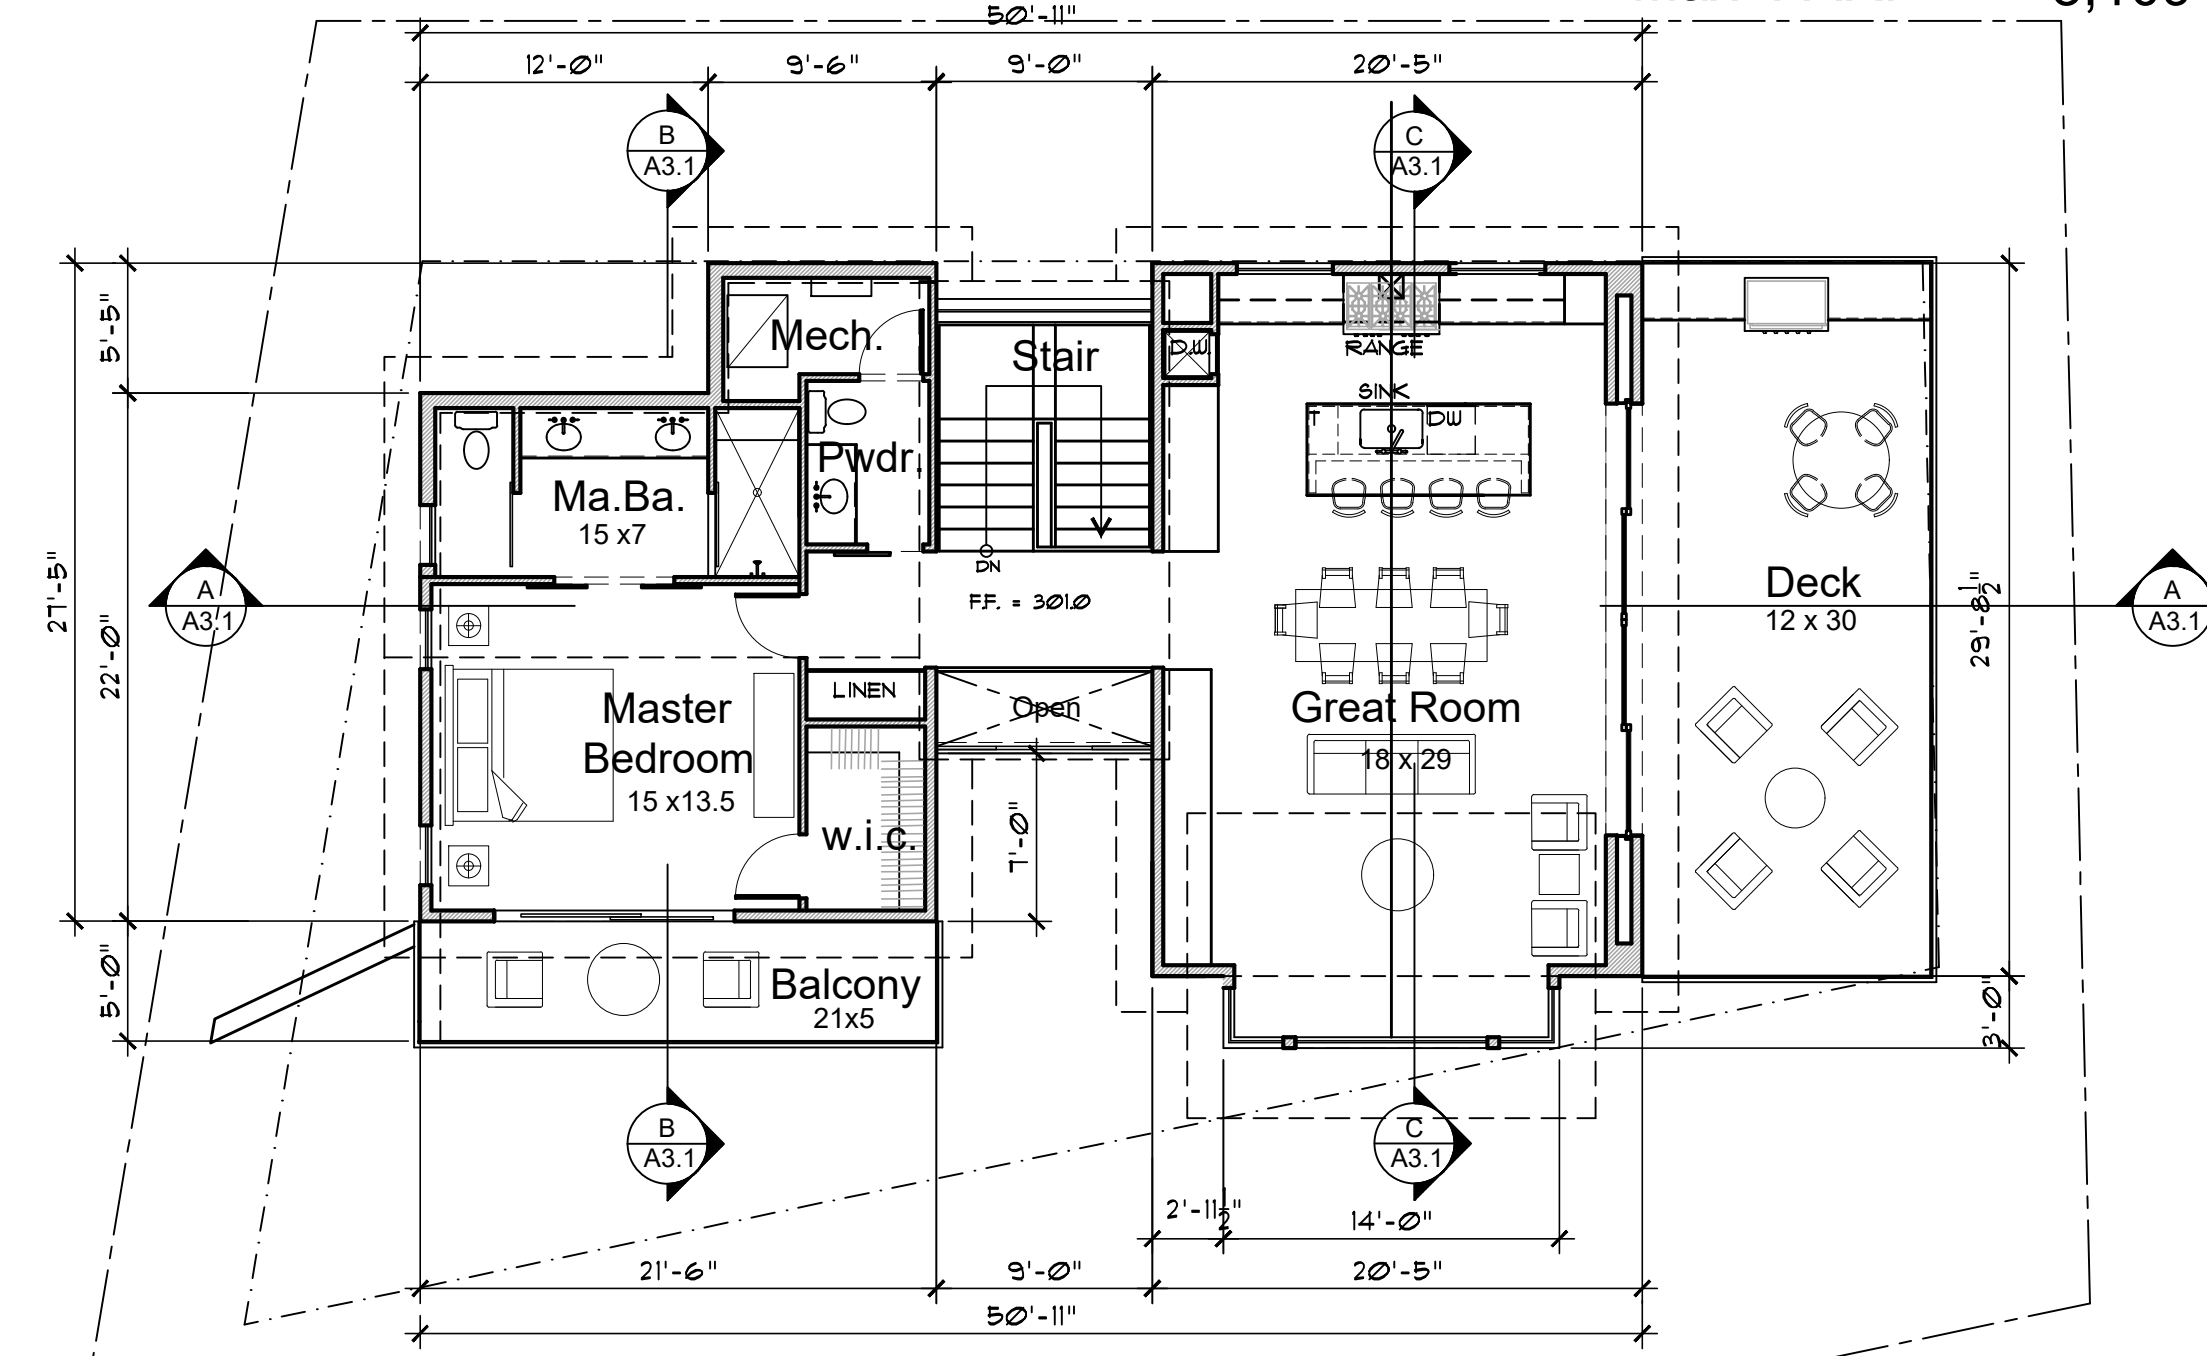 50'-11"
12'-0"
9'-6"
9'-0"
20'-5"
B
A3.1
C
A3.1
5'-5"
27'-5"
22'-0"
5'-0"
Mech.
Stair
D.W.
RANGE
SINK
DW
Pwdr.
Ma.Ba.
15 x7
DN
F.F. = 301.0
A
A3.1
Deck
12 x 30
29'-8 1/2"
A
A3.1
LINEN
Open
Master
Bedroom
15 x13.5
Great Room
18 x 29
w.i.c.
7'-0"
Balcony
21x5
3'-0"
B
A3.1
C
A3.1
2'-11 1/2"
14'-0"
21'-6"
9'-0"
20'-5"
50'-11"